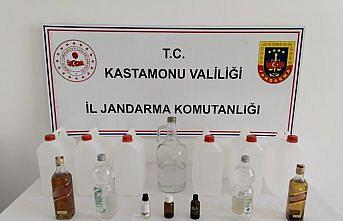 T.C.
KASTAMONU VALİLİĞİ
İL JANDARMA KOMUTANLIĞI